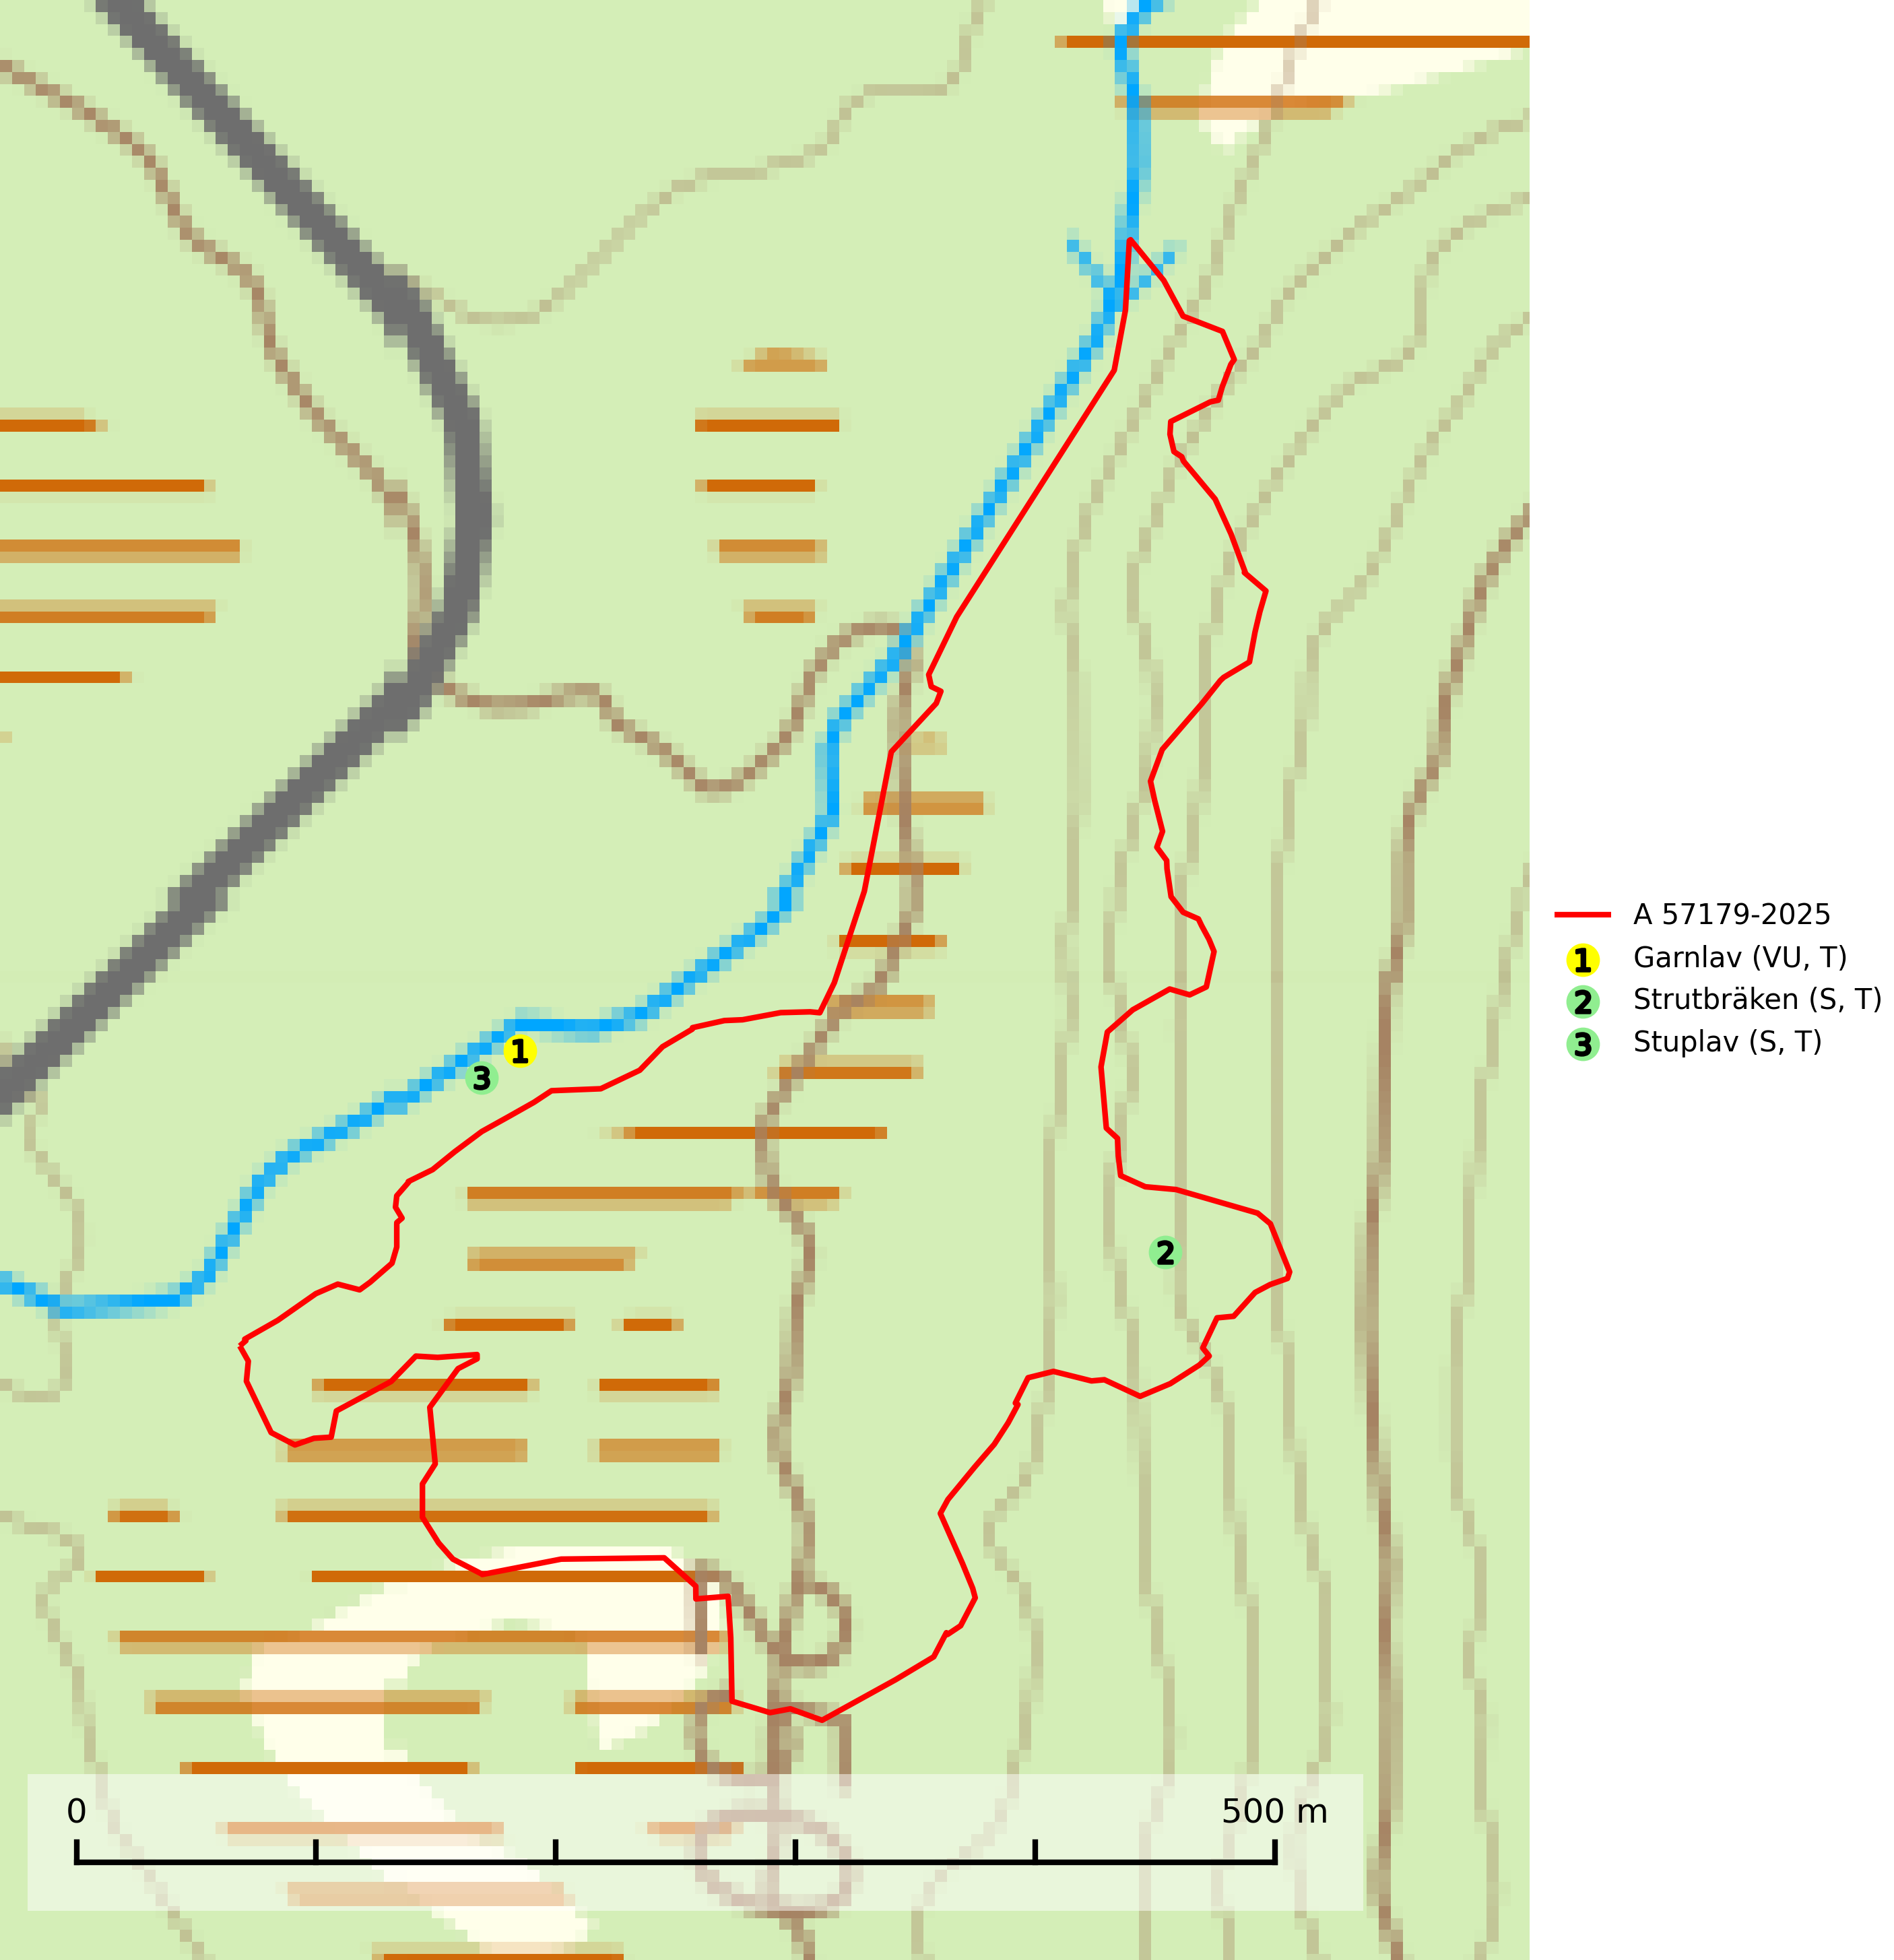 A 57179-2025
1 Garnlav (VU, T)
2 Strutbräken (S, T)
3 Stuplav (S, T)
1
3
2
0 500 m